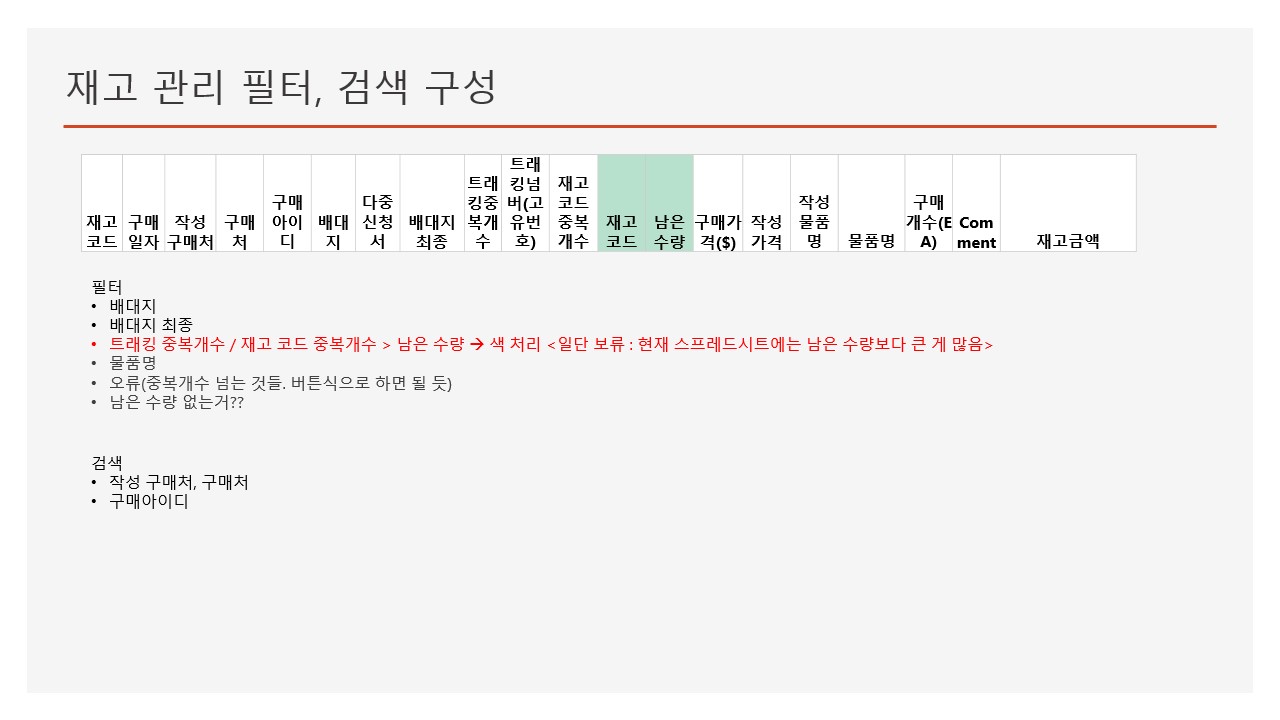 재고 관리 필터, 검색 구성
재고 코드
구매 일자
작성 구매처
구매처
구매 아이디
배대지
다중 신청서
배대지 최종
트래킹중복개수
트래킹넘버(고유번호)
재고 코드 중복 개수
재고 코드
남은 수량
구매가격($)
작성 가격
작성 물품명
물품명
구매 개수(EA)
Comment
재고금액
필터
• 배대지
• 배대지 최종
• 트래킹 중복개수 / 재고 코드 중복개수 > 남은 수량 → 색 처리 <일단 보류 : 현재 스프레드시트에는 남은 수량보다 큰 게 많음>
• 물품명
• 오류(중복개수 넘는 것들. 버튼식으로 하면 될 듯)
• 남은 수량 없는거??
검색
• 작성 구매처, 구매처
• 구매아이디